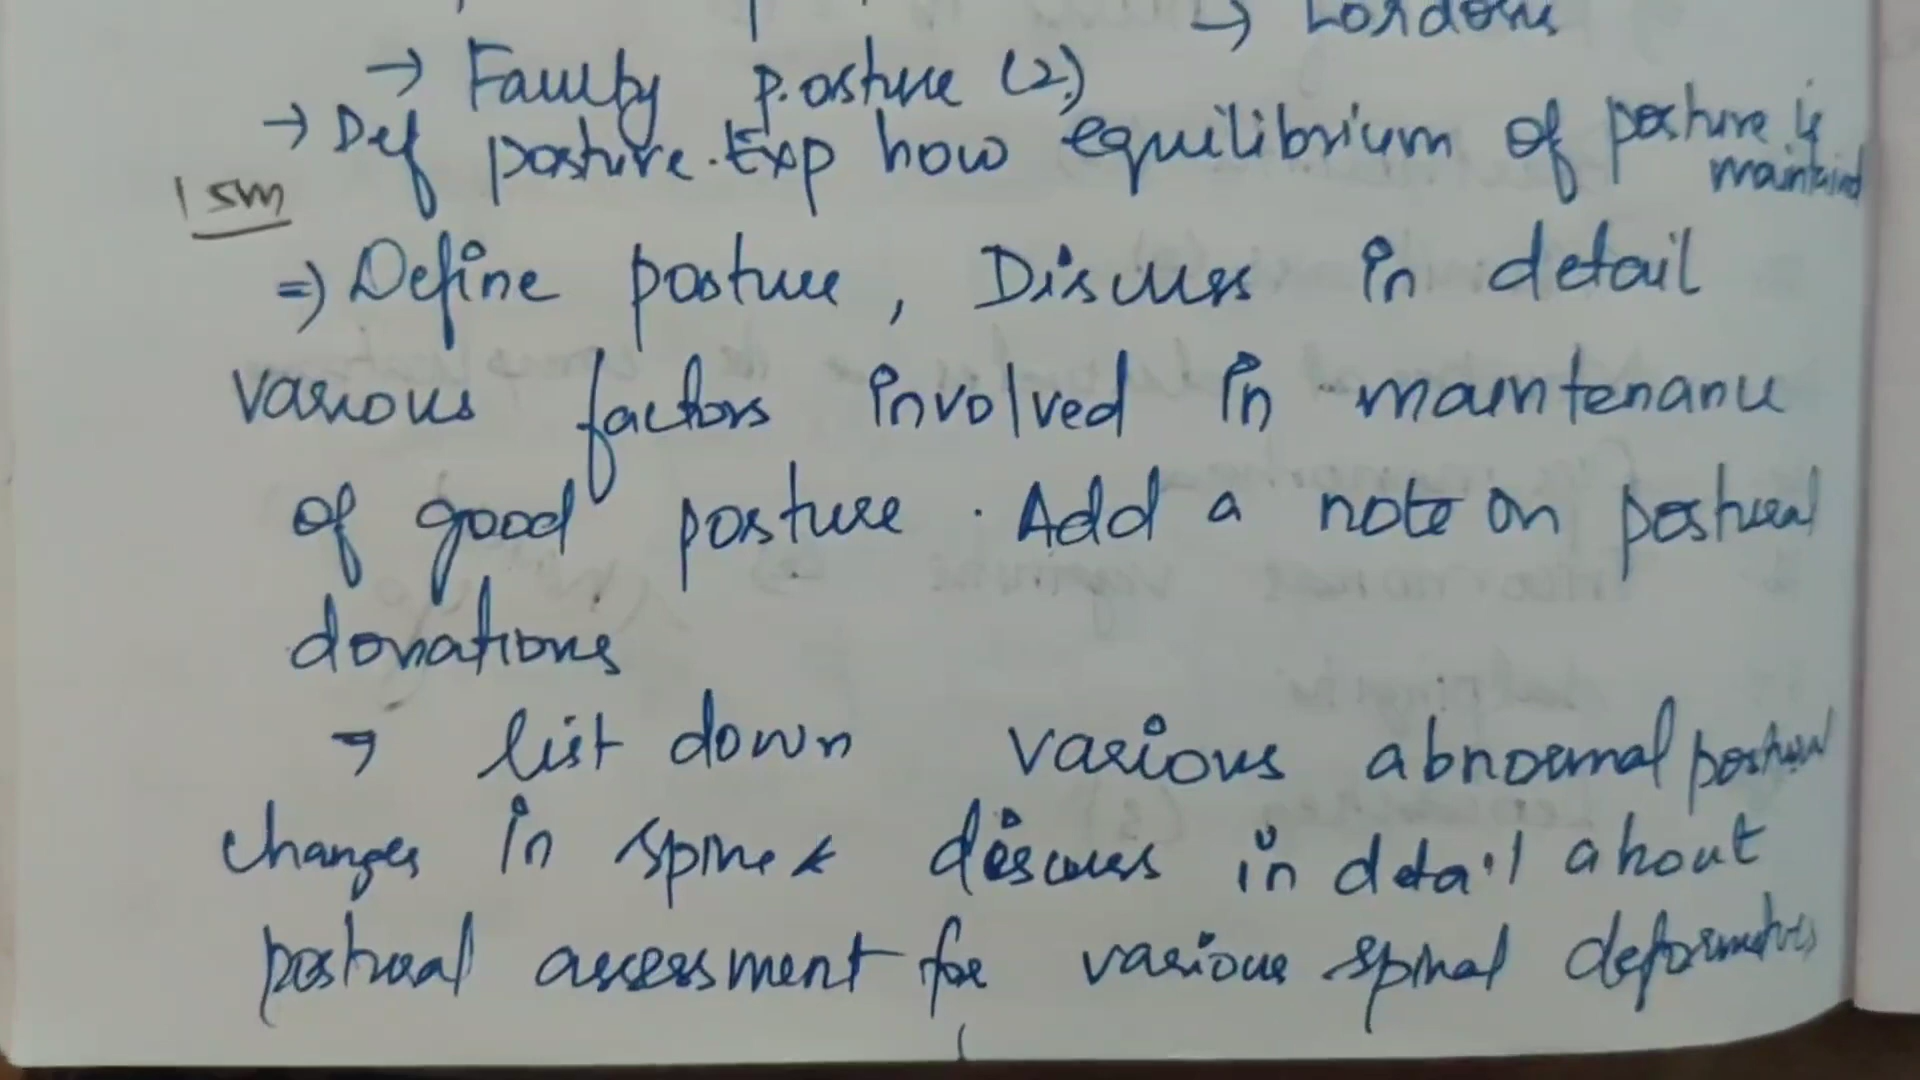 → Lordosis
→ Faulty posture (2)
→ Def posture. Exp how equilibrium of posture is maintained
15m
⇒ Define posture, Discuss in detail
various factors involved in maintenance
of good posture. Add a note on postural
donations
→ list down various abnormal postural
changes in spine & discuss in detail about
postural assessment for various spinal deformities